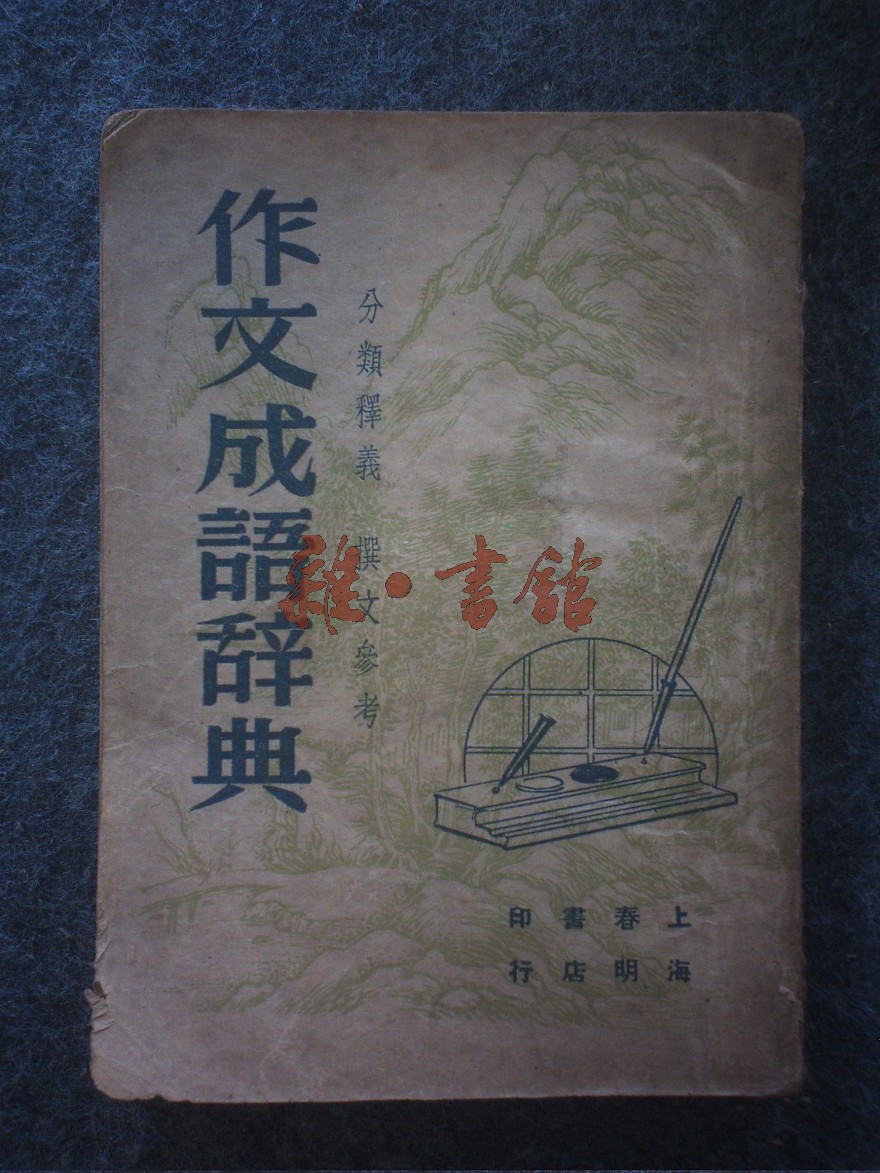 作文成語辞典
分類釋義 撰文參考
上海
春明
書店
印行
雜·書館